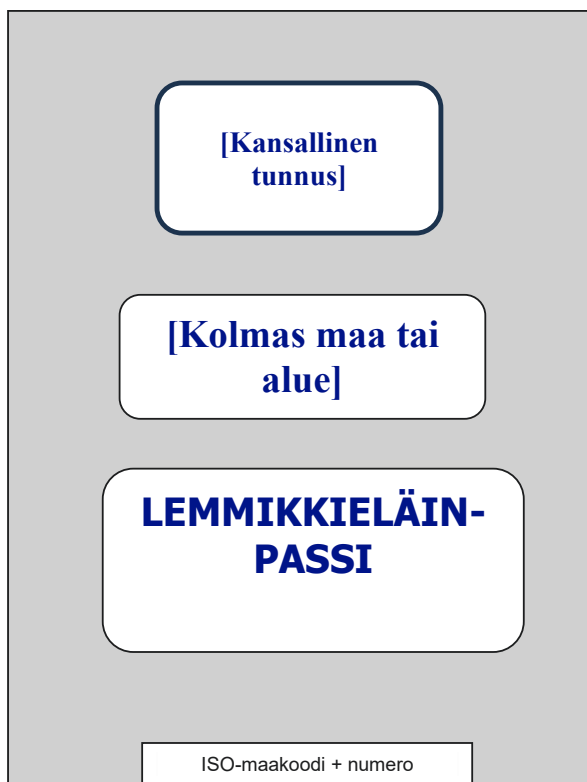 [Kansallinen
tunnus]
[Kolmas maa tai
alue]
LEMMIKKIELÄIN-
PASSI
ISO-maakoodi + numero